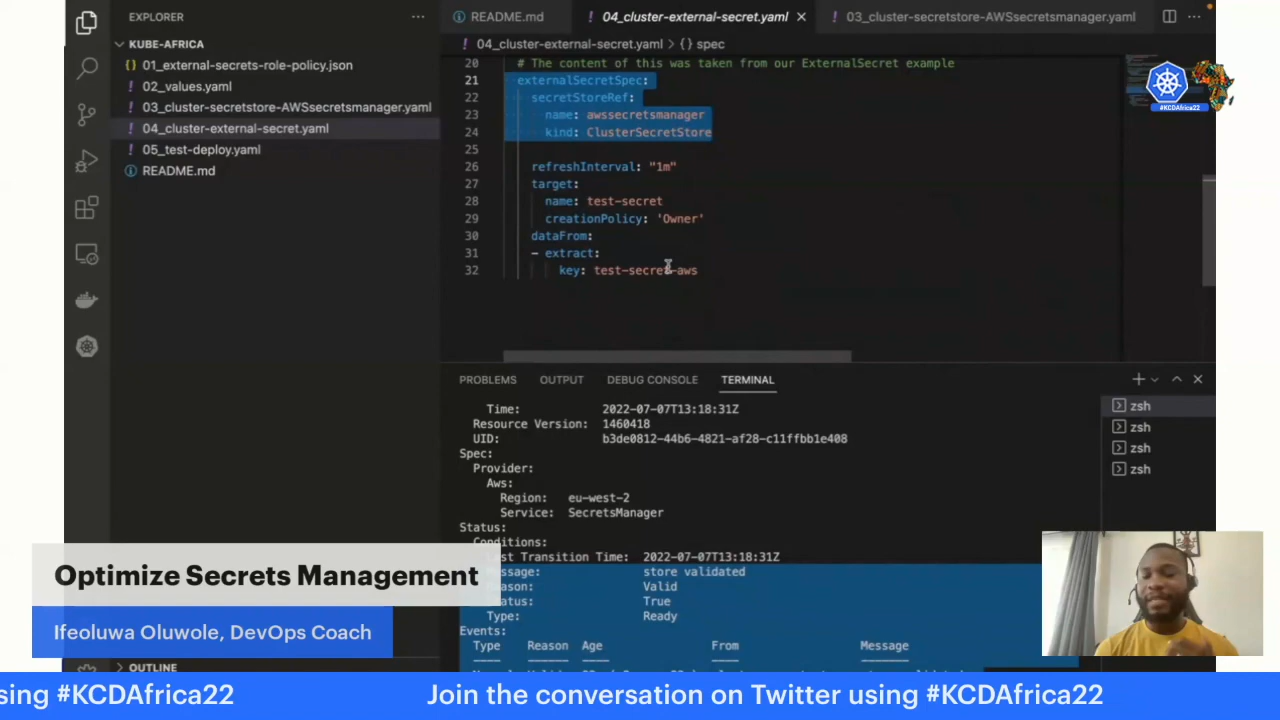 EXPLORER
KUBE-AFRICA
01_external-secrets-role-policy.json
02_values.yaml
03_cluster-secretstore-AWSsecretsmanager.yaml
04_cluster-external-secret.yaml
05_test-deploy.yaml
README.md
OUTLINE
README.md
04_cluster-external-secret.yaml
03_cluster-secretstore-AWSsecretsmanager.yaml
04_cluster-external-secret.yaml > {} spec
20 # The content of this was taken from our ExternalSecret example
21 externalSecretSpec:
22 secretStoreRef:
23 name: awssecretsmanager
24 kind: ClusterSecretStore
25
26 refreshInterval: "1m"
27 target:
28 name: test-secret
29 creationPolicy: 'Owner'
30 dataFrom:
31 - extract:
32 key: test-secret-aws
#KCDAfrica22
PROBLEMS OUTPUT DEBUG CONSOLE TERMINAL
Time: 2022-07-07T13:18:31Z
Resource Version: 1460418
UID: b3de0812-44b6-4821-af28-c11ffbb1e408
Spec:
Provider:
Aws:
Region: eu-west-2
Service: SecretsManager
Status:
Conditions:
Last Transition Time: 2022-07-07T13:18:31Z
Message: store validated
Reason: Valid
Status: True
Type: Ready
Events:
Type Reason Age From Message
zsh
zsh
zsh
zsh
Optimize Secrets Management
Ifeoluwa Oluwole, DevOps Coach
sing #KCDAfrica22 Join the conversation on Twitter using #KCDAfrica22